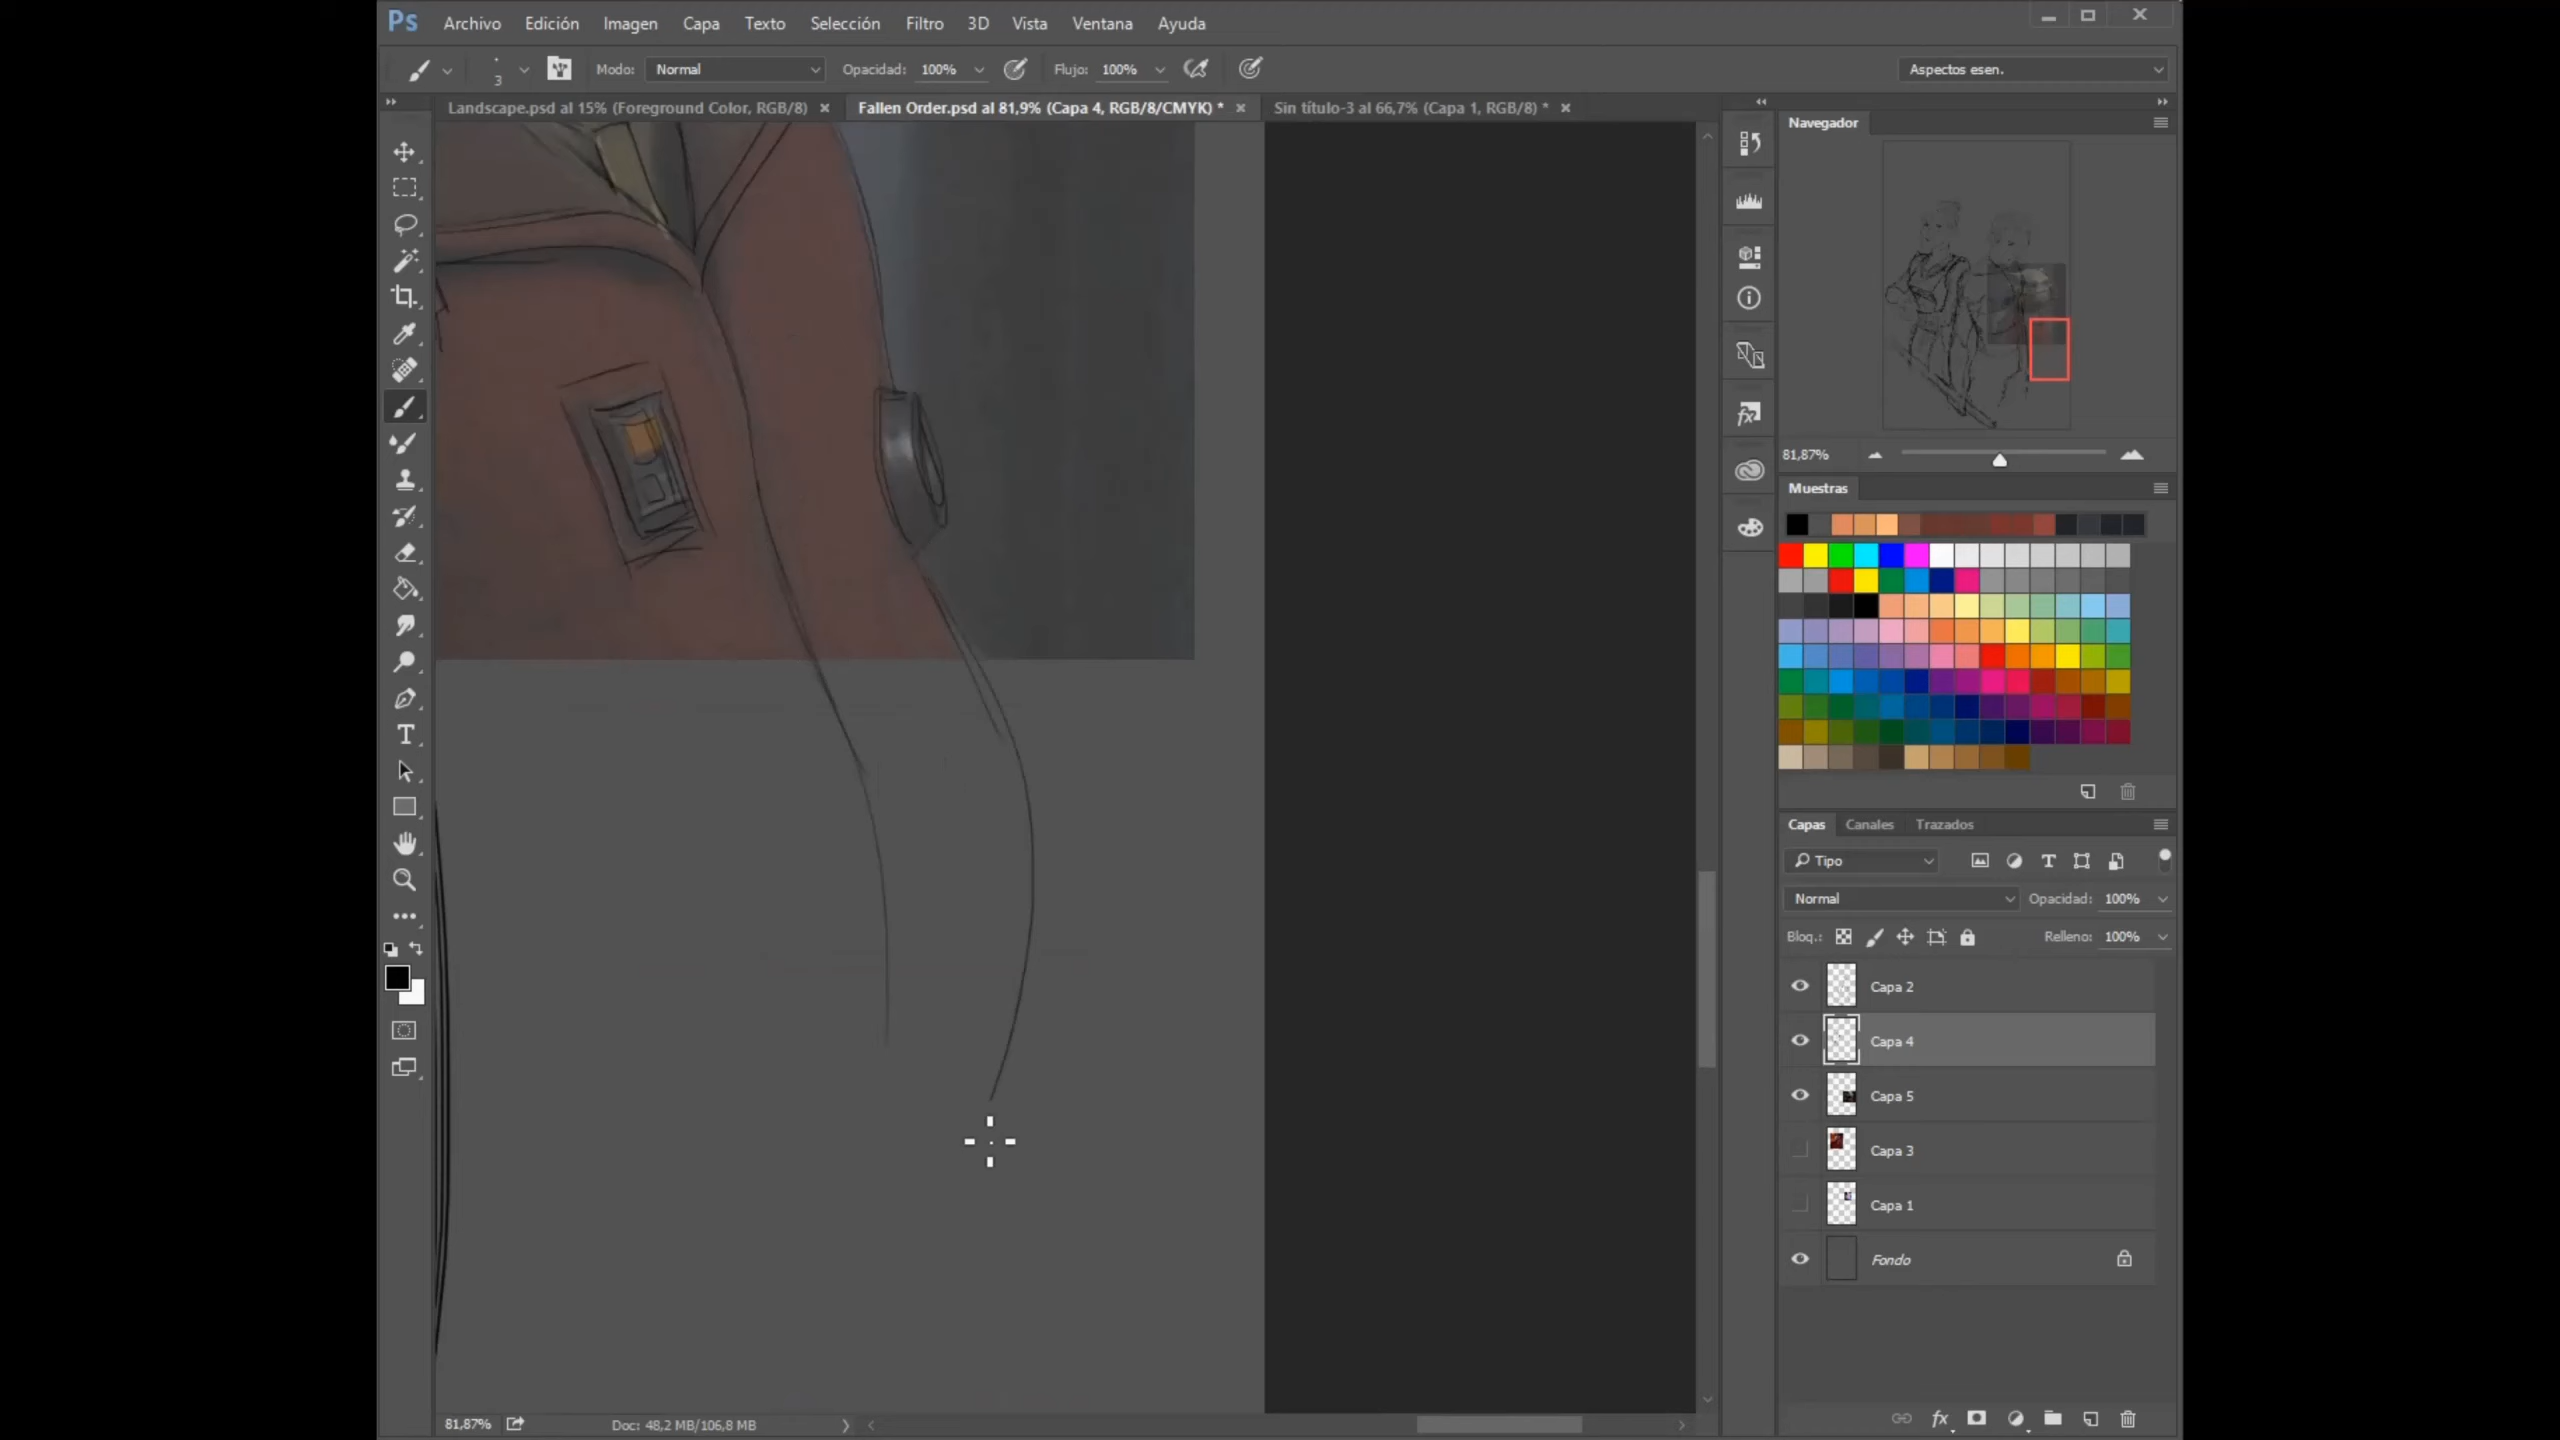 Ps Archivo Edición Imagen Capa Texto Selección Filtro 3D Vista Ventana Ayuda
3 Modo: Normal Opacidad: 100% Flujo: 100% Aspectos esen.
Landscape.psd al 15% (Foreground Color, RGB/8) Fallen Order.psd al 81,9% (Capa 4, RGB/8/CMYK) * Sin título-3 al 66,7% (Capa 1, RGB/8) *
Navegador
81,87%
Muestras
Capas Canales Trazados
Tipo
Normal Opacidad: 100%
Bloq.: Relleno: 100%
Capa 2
Capa 4
Capa 5
Capa 3
Capa 1
Fondo
81,87% Doc: 48,2 MB/106,8 MB